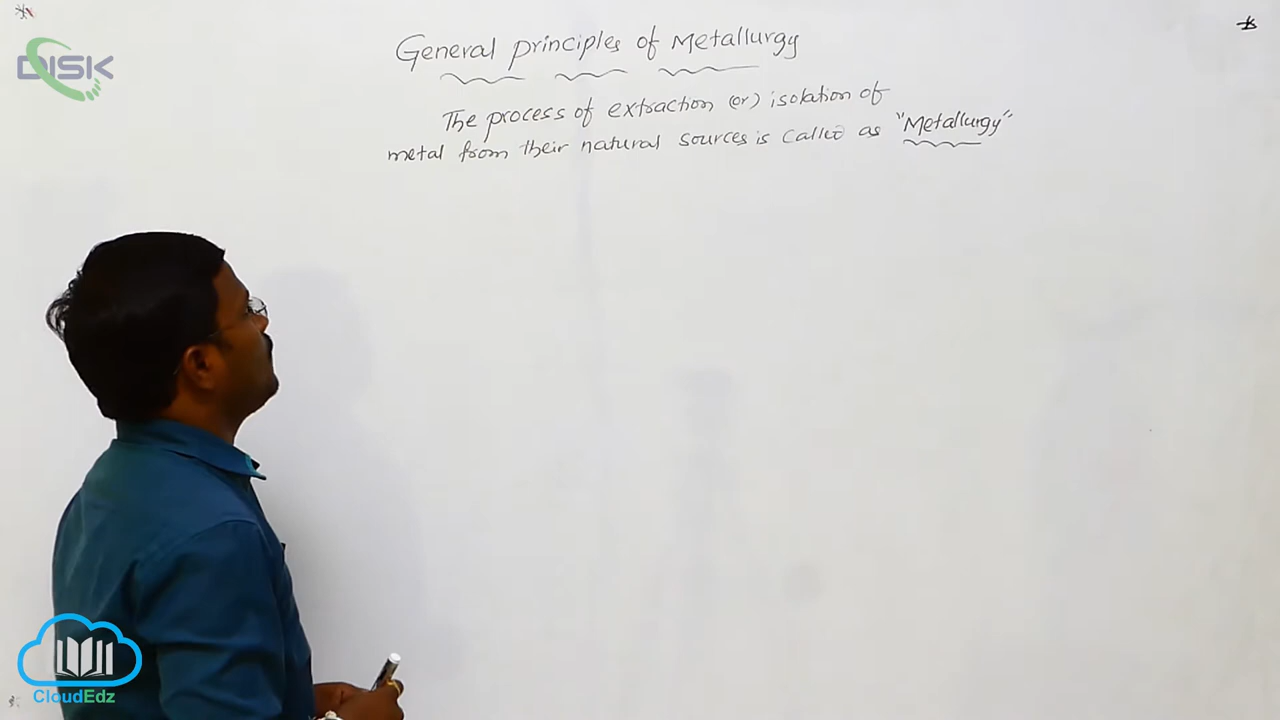 DISK
General principles of Metallurgy
The process of extraction (or) isolation of
metal from their natural sources is called as "Metallurgy"
CloudEdz